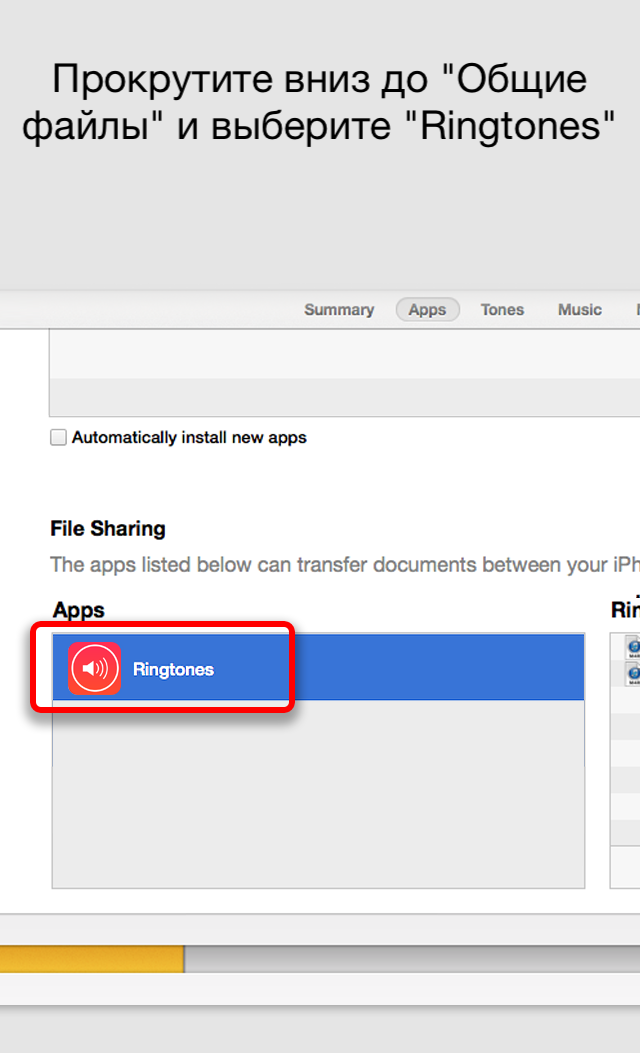 Прокрутите вниз до "Общие
файлы" и выберите "Ringtones"
Summary Apps Tones Music
Automatically install new apps
File Sharing
The apps listed below can transfer documents between your iPh
Apps
Rin
Ringtones